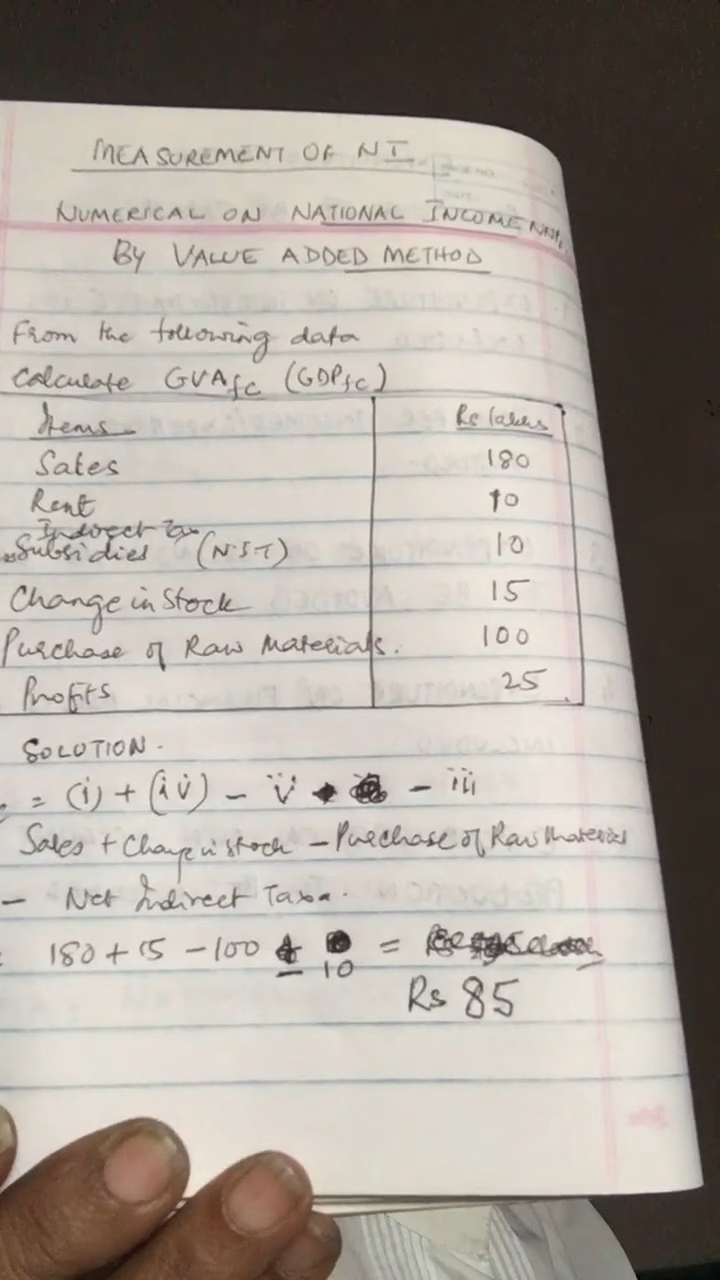 MEASUREMENT OF NI
NUMERICAL ON NATIONAL INCOME NNP
By VALUE ADDED METHOD
From the following data
Calculate GVAfc (GDPfc)
Items Rs lakhs
Sales 180
Rent 10
Indirect Tax
Subsidies (N.I.T) 10
Change in Stock 15
Purchase of Raw Materials. 100
Profits 25
SOLUTION.
= (i) + (iv) - v - iii
Sales + Change in stock - Purchase of Raw Material
- Net Indirect Taxa.
180 + 15 - 100 - 10 =
Rs 85